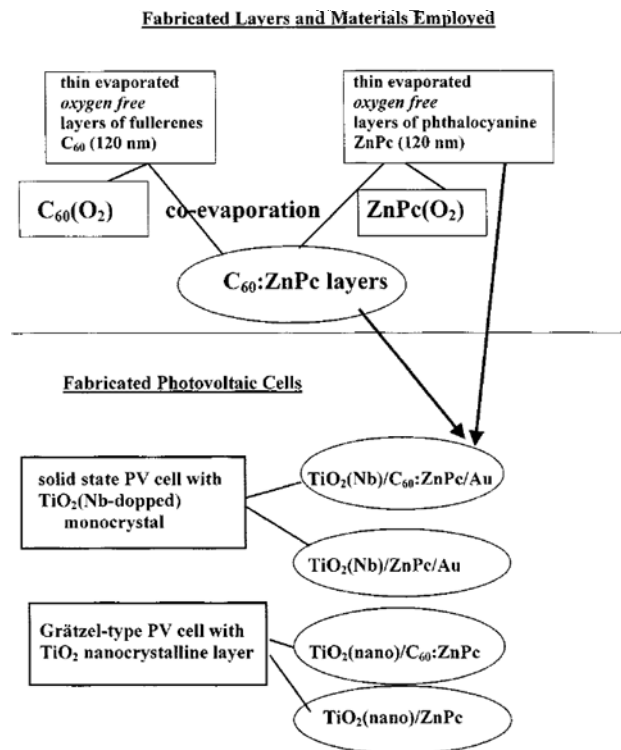 Fabricated Layers and Materials Employed
thin evaporated
oxygen free
layers of fullerenes
C₆₀ (120 nm)
thin evaporated
oxygen free
layers of phthalocyanine
ZnPc (120 nm)
C₆₀(O₂)
co-evaporation
ZnPc(O₂)
C₆₀:ZnPc layers
Fabricated Photovoltaic Cells
solid state PV cell with
TiO₂(Nb-dopped)
monocrystal
TiO₂(Nb)/C₆₀:ZnPc/Au
TiO₂(Nb)/ZnPc/Au
Grätzel-type PV cell with
TiO₂ nanocrystalline layer
TiO₂(nano)/C₆₀:ZnPc
TiO₂(nano)/ZnPc